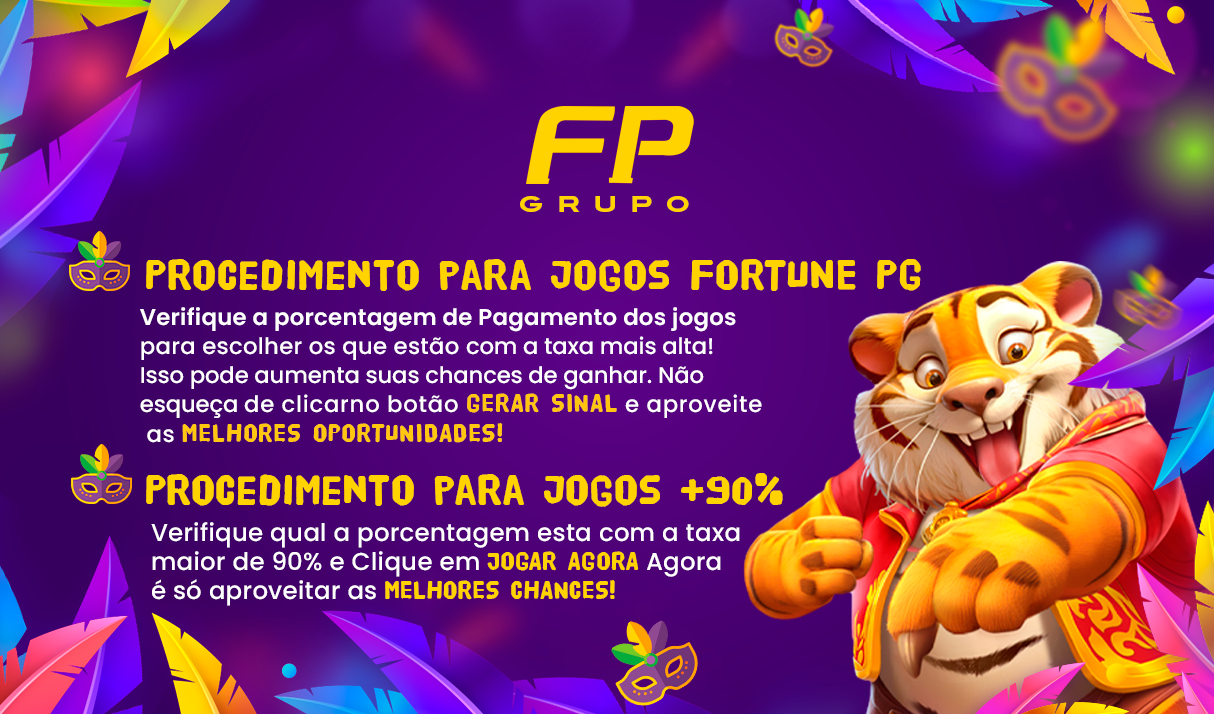 FP
GRUPO
PROCEDIMENTO PARA JOGOS FORTUNE PG
Verifique a porcentagem de Pagamento dos jogos
para escolher os que estão com a taxa mais alta!
Isso pode aumenta suas chances de ganhar. Não
esqueça de clicarno botão GERAR SINAL e aproveite
as MELHORES OPORTUNIDADES!
PROCEDIMENTO PARA JOGOS +90%
Verifique qual a porcentagem esta com a taxa
maior de 90% e Clique em JOGAR AGORA Agora
é só aproveitar as MELHORES CHANCES!